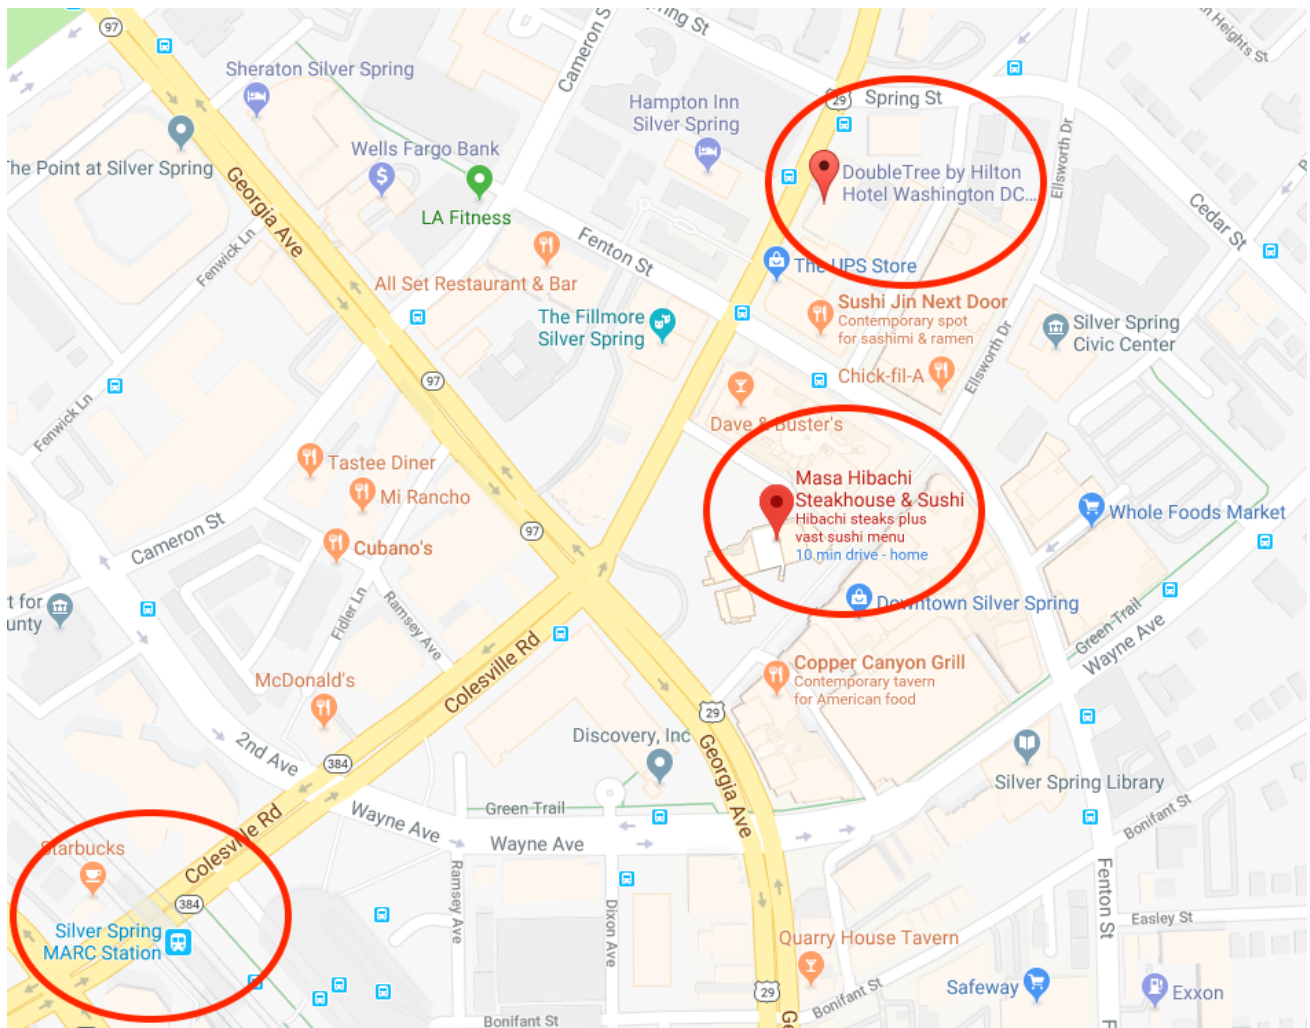 97
ring St
Cameron S
n Heights St
Sheraton Silver Spring
Hampton Inn
Silver Spring
29
Spring St
The Point at Silver Spring
Wells Fargo Bank
$
DoubleTree by Hilton
Hotel Washington DC...
Ellsworth Dr
Georgia Ave
LA Fitness
Cedar St
Fenwick Ln
Fenton St
All Set Restaurant & Bar
The UPS Store
The Fillmore
Silver Spring
Sushi Jin Next Door
Contemporary spot
for sashimi & ramen
Silver Spring
Civic Center
Ellsworth Dr
Chick-fil-A
97
Fenwick Ln
Dave & Buster's
Tastee Diner
Mi Rancho
Masa Hibachi
Steakhouse & Sushi
Hibachi steaks plus
vast sushi menu
10 min drive - home
Whole Foods Market
97
Cameron St
Cubano's
t for
unty
Fidler Ln
Ramsey Ave
Downtown Silver Spring
Green Trail
Wayne Ave
Colesville Rd
McDonald's
Copper Canyon Grill
Contemporary tavern
for American food
29
Georgia Ave
Discovery, Inc
2nd Ave
384
Silver Spring Library
Green Trail
Wayne Ave
Wayne Ave
Bonifant St
Colesville Rd
Starbucks
384
Silver Spring
MARC Station
Ramsey Ave
Dixon Ave
Fenton St
Easley St
Quarry House Tavern
Safeway
Exxon
29
Bonifant St
Bonifant St
Ge
F